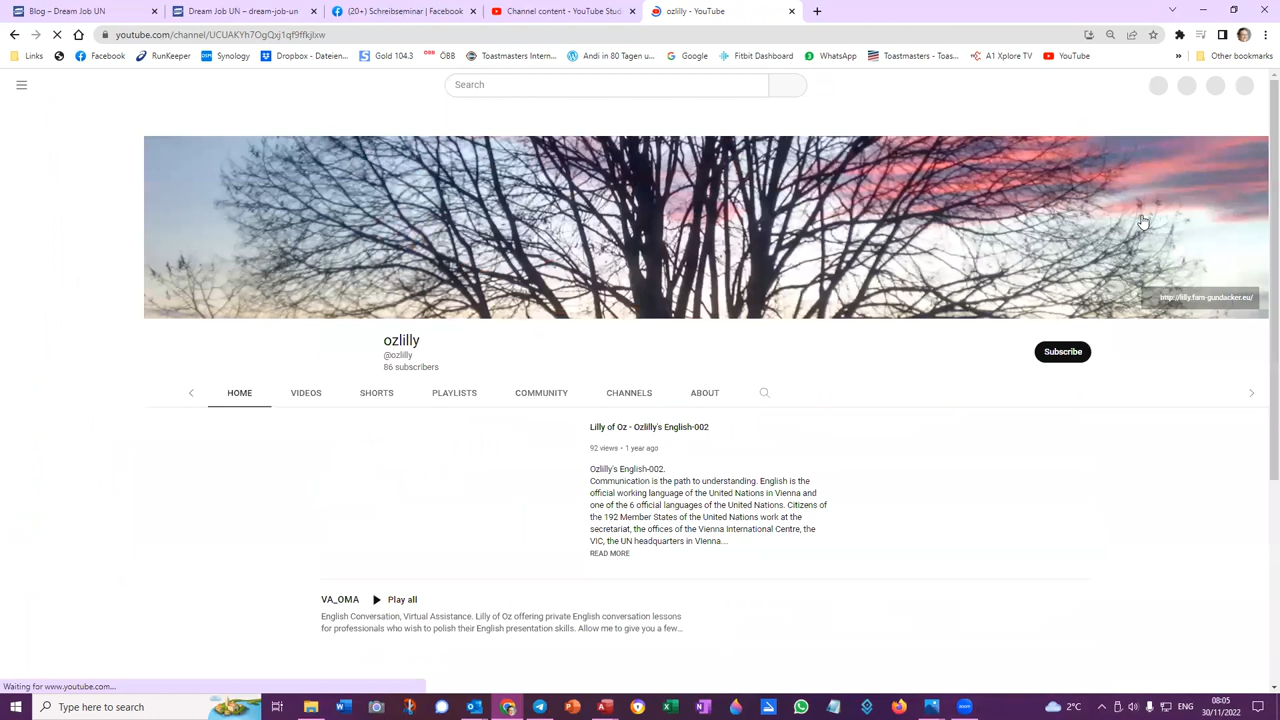 Blog – Dream Job UN
Dream Job UN – dream-job-un
(20+) Schreibseminar | Facebook
Channel content - YouTube Stud
ozlilly - YouTube
youtube.com/channel/UCUAKYh7OgQxj1qf9ffkjlxw
Links
Facebook
RunKeeper
Synology
Dropbox - Dateien...
Gold 104.3
ÖBB
Toastmasters Intern...
Andi in 80 Tagen u...
Google
Fitbit Dashboard
WhatsApp
Toastmasters - Toas...
A1 Xplore TV
YouTube
»
Other bookmarks
Search
http://lilly.fam-gundacker.eu/
ozlilly
@ozlilly
86 subscribers
Subscribe
HOME
VIDEOS
SHORTS
PLAYLISTS
COMMUNITY
CHANNELS
ABOUT
Lilly of Oz - Ozlilly's English-002
92 views • 1 year ago
Ozlilly's English-002.
Communication is the path to understanding. English is the
official working language of the United Nations in Vienna and
one of the 6 official languages of the United Nations. Citizens of
the 192 Member States of the United Nations work at the
secretariat, the offices of the Vienna International Centre, the
VIC, the UN headquarters in Vienna....
READ MORE
VA_OMA
Play all
English Conversation, Virtual Assistance. Lilly of Oz offering private English conversation lessons
for professionals who wish to polish their English presentation skills. Allow me to give you a few...
Waiting for www.youtube.com...
Type here to search
2°C
ENG
08:05
30/11/2022